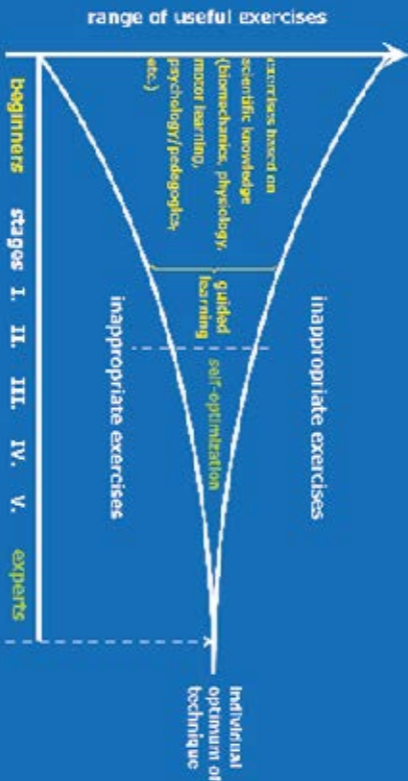 range of useful exercises
exercises based on
scientific knowledge
(biomechanics, physiology,
motor learning,
psychology/pedagogics,
etc.)
guided
learning
self-optimization
inappropriate exercises
inappropriate exercises
beginners stages I. II. III. IV. V. experts
individual
optimum of
technique